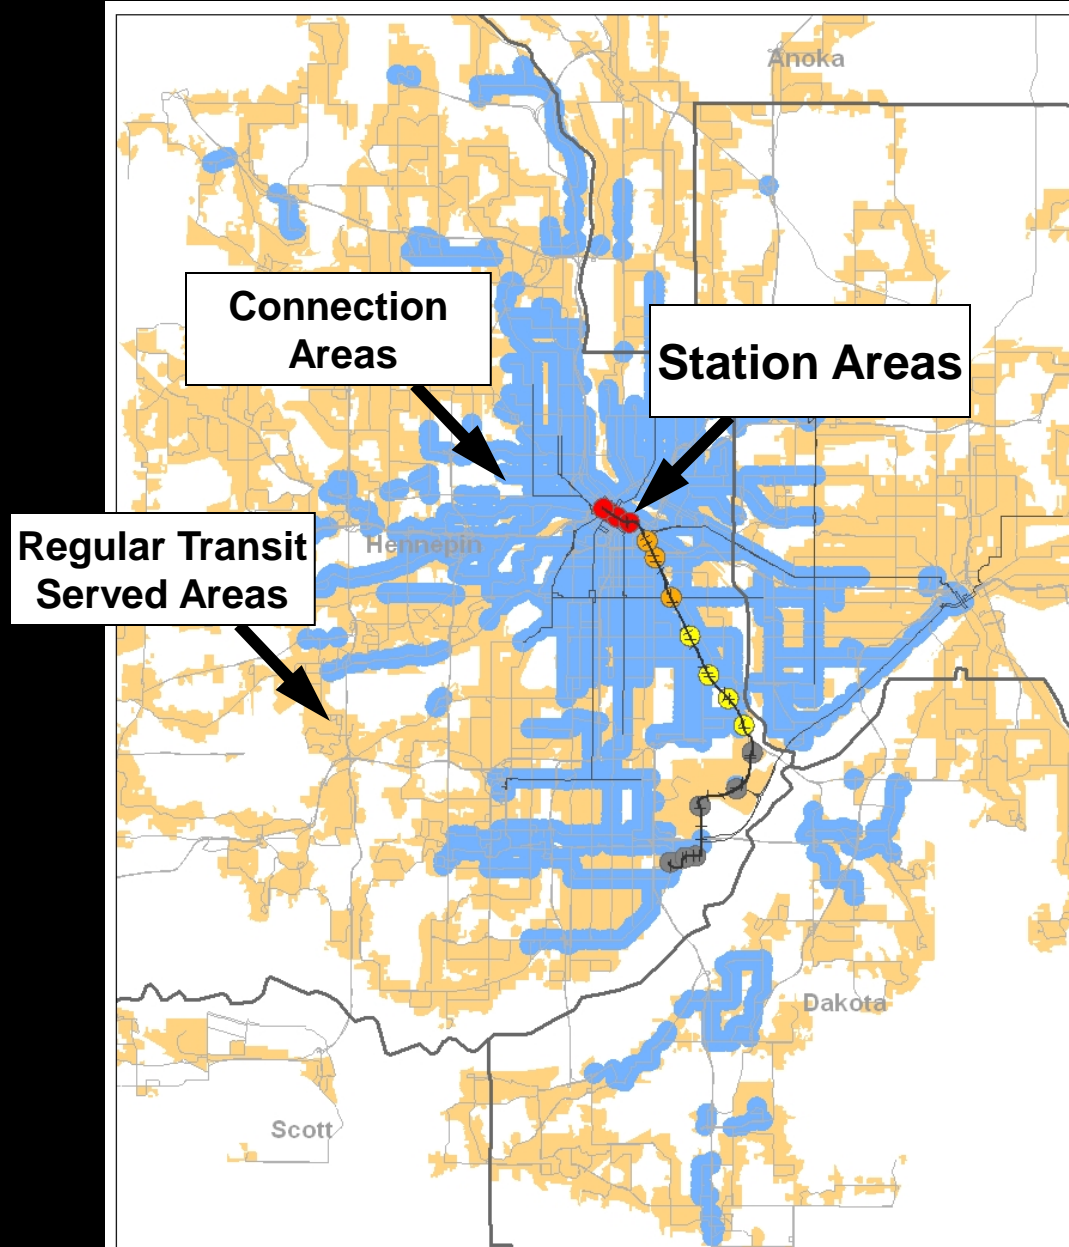 Anoka
Connection
Areas
Station Areas
Regular Transit
Served Areas
Hennepin
Dakota
Scott